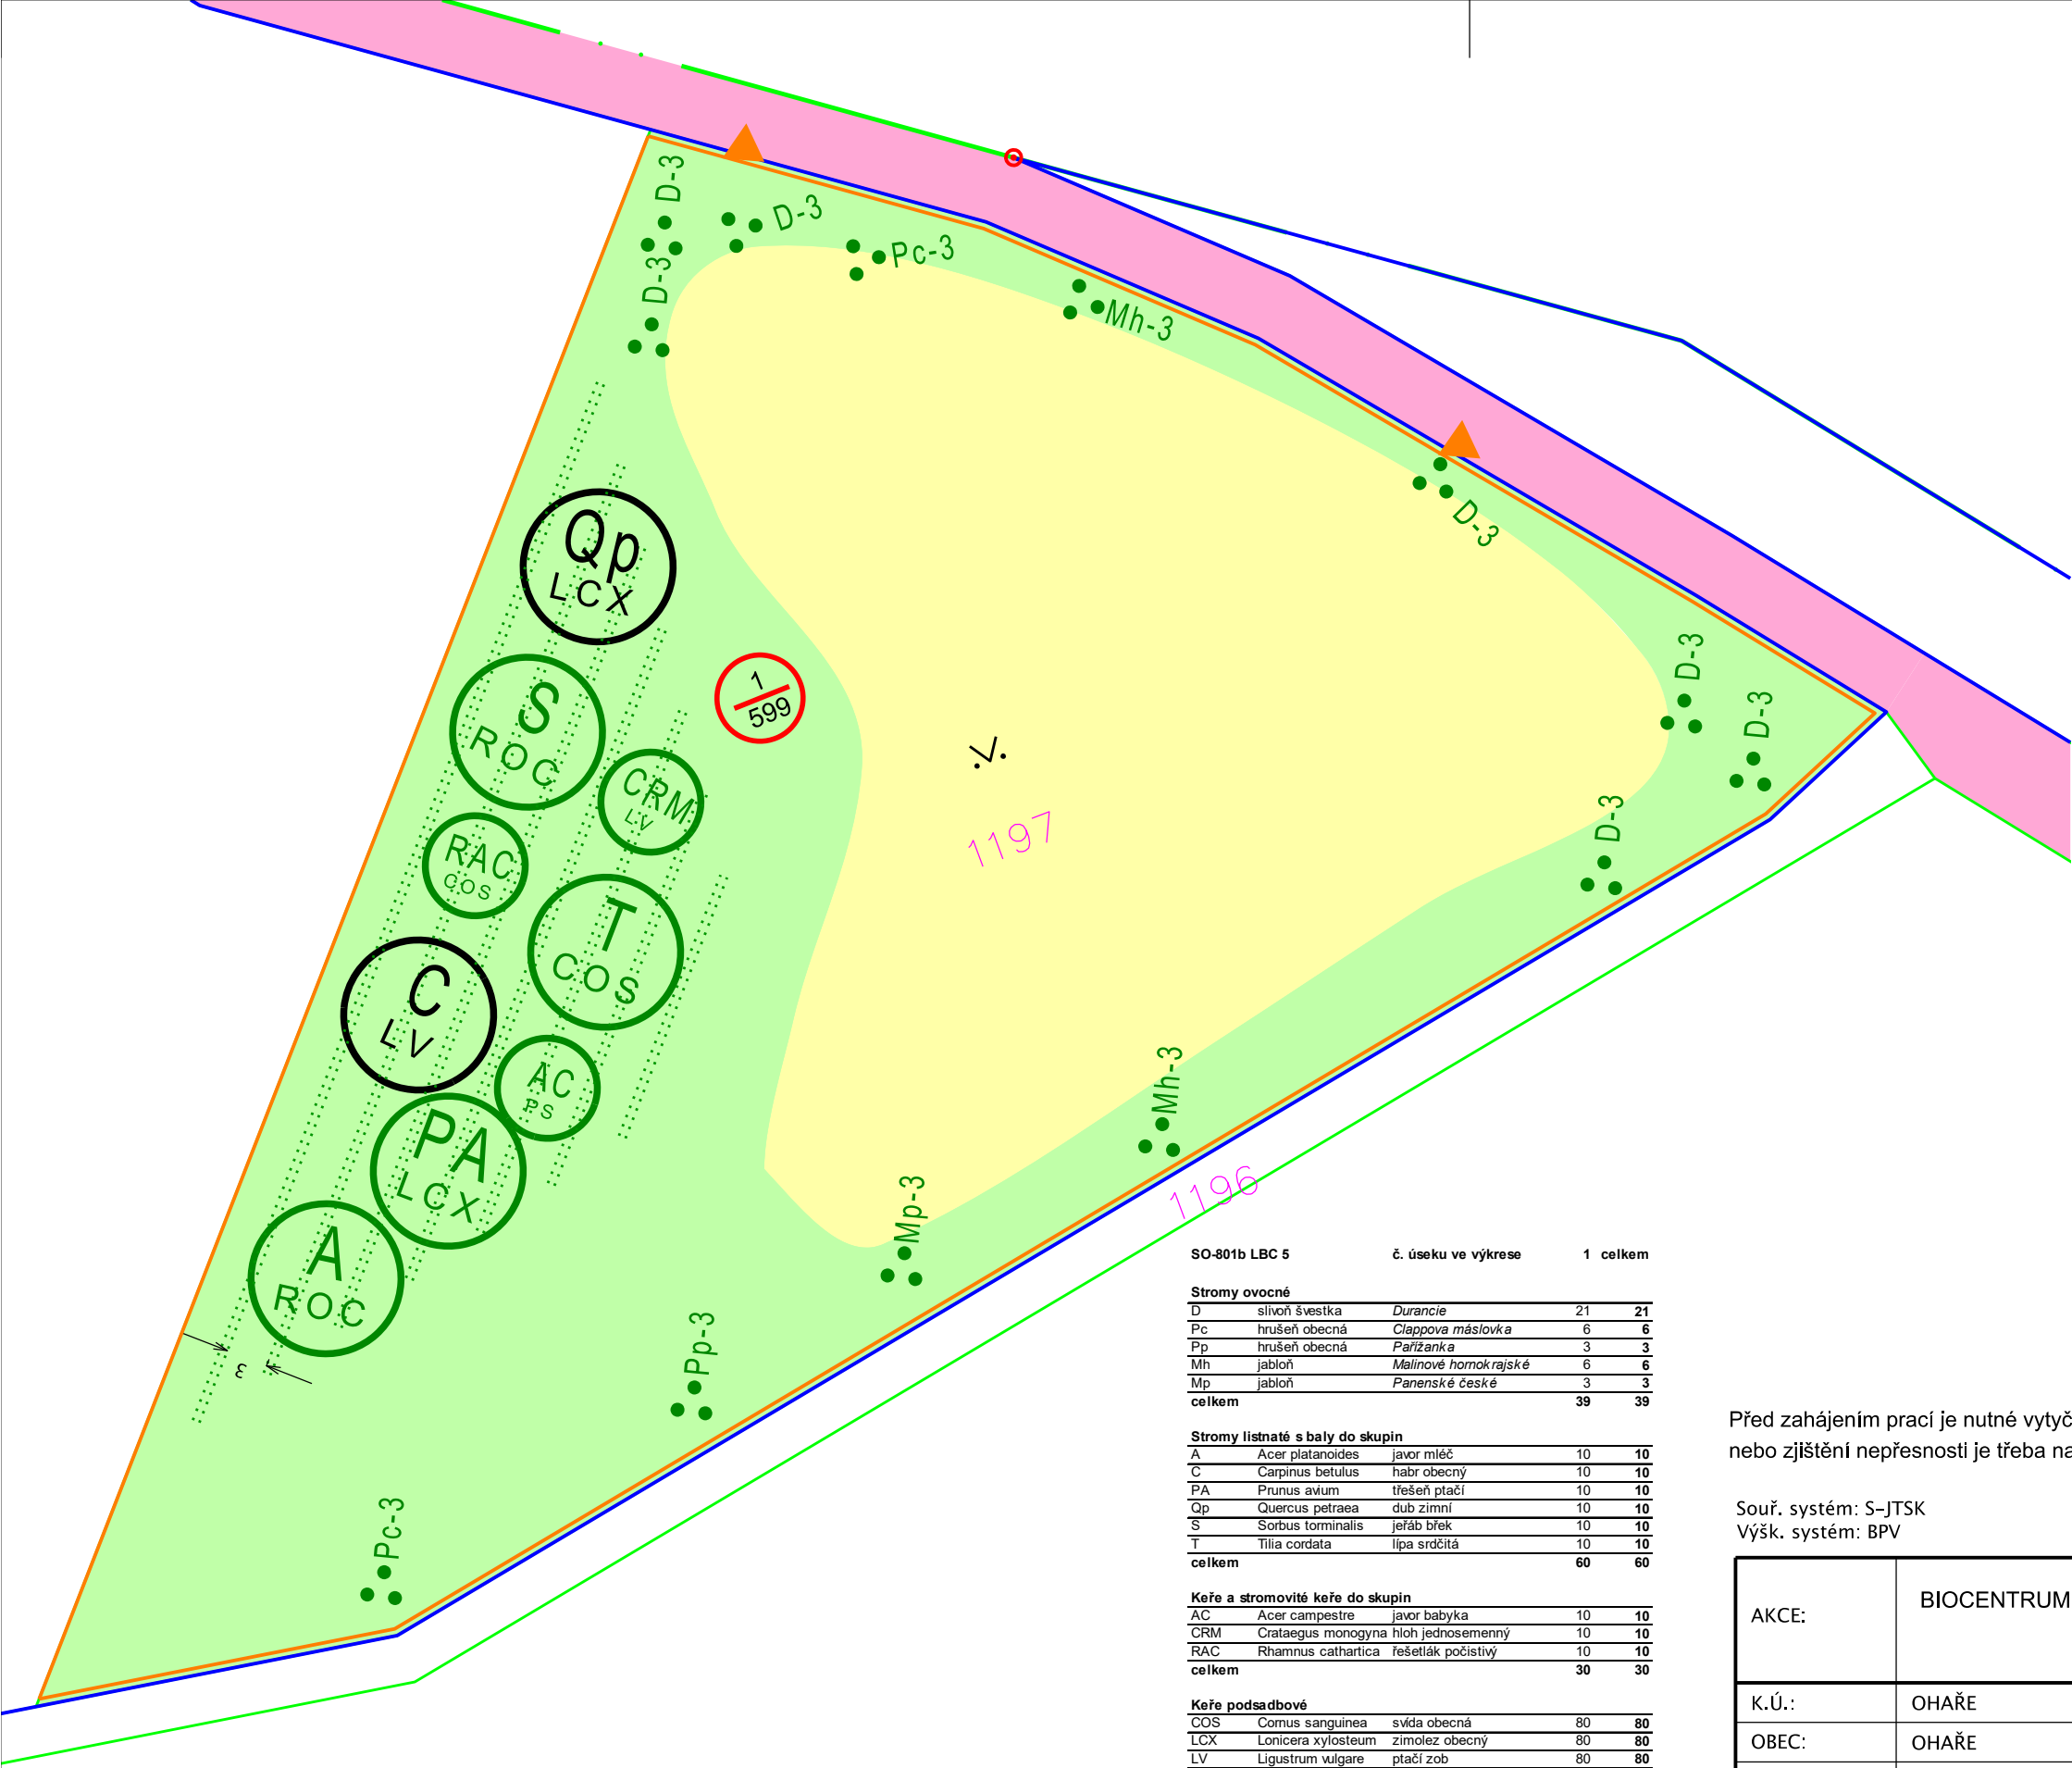 D-3
D-3
D-3
Pc-3
Mh-3
D-3
Qp
LCX
S
ROC
1
599
CRM
LV
RAC
COS
T
COS
C
LV
AC
PS
PA
LCX
A
ROC
3
1197
D-3
D-3
D-3
Mh-3
1196
Mp-3
Pp-3
Pc-3
SO-801b LBC 5 č. úseku ve výkrese 1 celkem
Stromy ovocné
D slivoň švestka Durancie 21 21
Pc hrušeň obecná Clappova máslovka 6 6
Pp hrušeň obecná Pařížanka 3 3
Mh jabloň Malinové hornokrajské 6 6
Mp jabloň Panenské české 3 3
celkem 39 39
Stromy listnaté s baly do skupin
A Acer platanoides javor mléč 10 10
C Carpinus betulus habr obecný 10 10
PA Prunus avium třešeň ptačí 10 10
Qp Quercus petraea dub zimní 10 10
S Sorbus torminalis jeřáb břek 10 10
T Tilia cordata lípa srdčitá 10 10
celkem 60 60
Keře a stromovité keře do skupin
AC Acer campestre javor babyka 10 10
CRM Crataegus monogyna hloh jednosemenný 10 10
RAC Rhamnus cathartica řešetlák počistivý 10 10
celkem 30 30
Keře podsadbové
COS Cornus sanguinea svída obecná 80 80
LCX Lonicera xylosteum zimolez obecný 80 80
LV Ligustrum vulgare ptačí zob 80 80
Před zahájením prací je nutné vytyč
nebo zjištění nepřesnosti je třeba na
Souř. systém: S-JTSK
Výšk. systém: BPV
AKCE: BIOCENTRUM
K.Ú.: OHAŘE
OBEC: OHAŘE